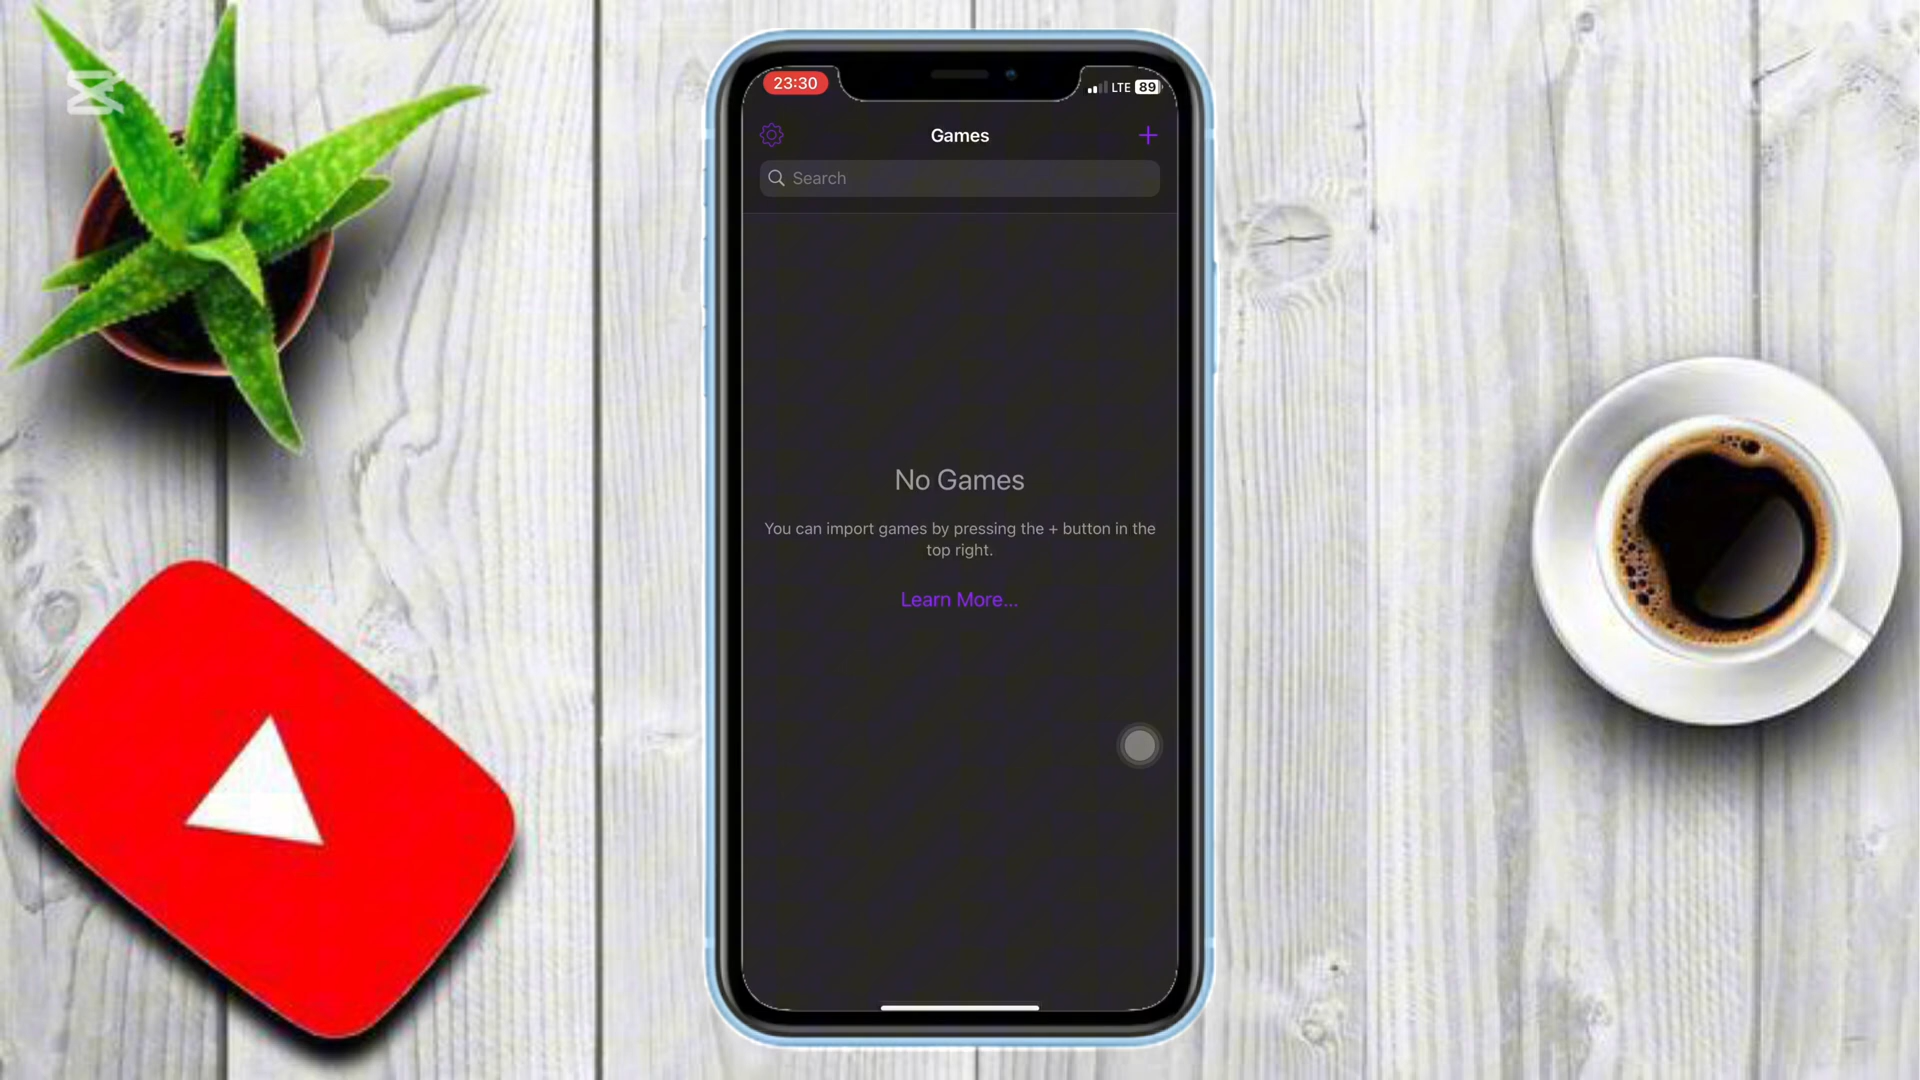 23:30
LTE 89
Games
Search
No Games
You can import games by pressing the + button in the
top right.
Learn More...